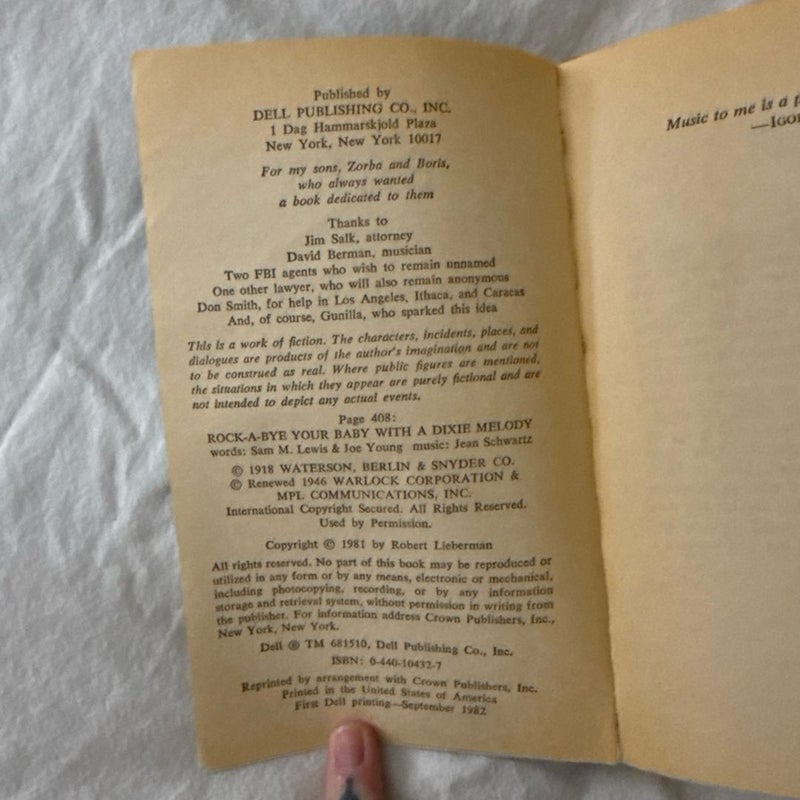 Published by
DELL PUBLISHING CO., INC.
1 Dag Hammarskjold Plaza
New York, New York 10017
For my sons, Zorba and Boris,
who always wanted
a book dedicated to them
Thanks to
Jim Salk, attorney
David Berman, musician
Two FBI agents who wish to remain unnamed
One other lawyer, who will also remain anonymous
Don Smith, for help in Los Angeles, Ithaca, and Caracas
And, of course, Gunilla, who sparked this idea
This is a work of fiction. The characters, incidents, places, and
dialogues are products of the author's imagination and are not
to be construed as real. Where public figures are mentioned,
the situations in which they appear are purely fictional and are
not intended to depict any actual events.
Page 408:
ROCK-A-BYE YOUR BABY WITH A DIXIE MELODY
words: Sam M. Lewis & Joe Young music: Jean Schwartz
© 1918 WATERSON, BERLIN & SNYDER CO.
© Renewed 1946 WARLOCK CORPORATION &
MPL COMMUNICATIONS, INC.
International Copyright Secured. All Rights Reserved.
Used by Permission.
Copyright © 1981 by Robert Lieberman
All rights reserved. No part of this book may be reproduced or
utilized in any form or by any means, electronic or mechanical,
including photocopying, recording, or by any information
storage and retrieval system, without permission in writing from
the publisher. For information address Crown Publishers, Inc.,
New York, New York.
Dell ® TM 681510, Dell Publishing Co., Inc.
ISBN: 0-440-10432-7
Reprinted by arrangement with Crown Publishers, Inc.
Printed in the United States of America
First Dell printing—September 1982
Music to me is a